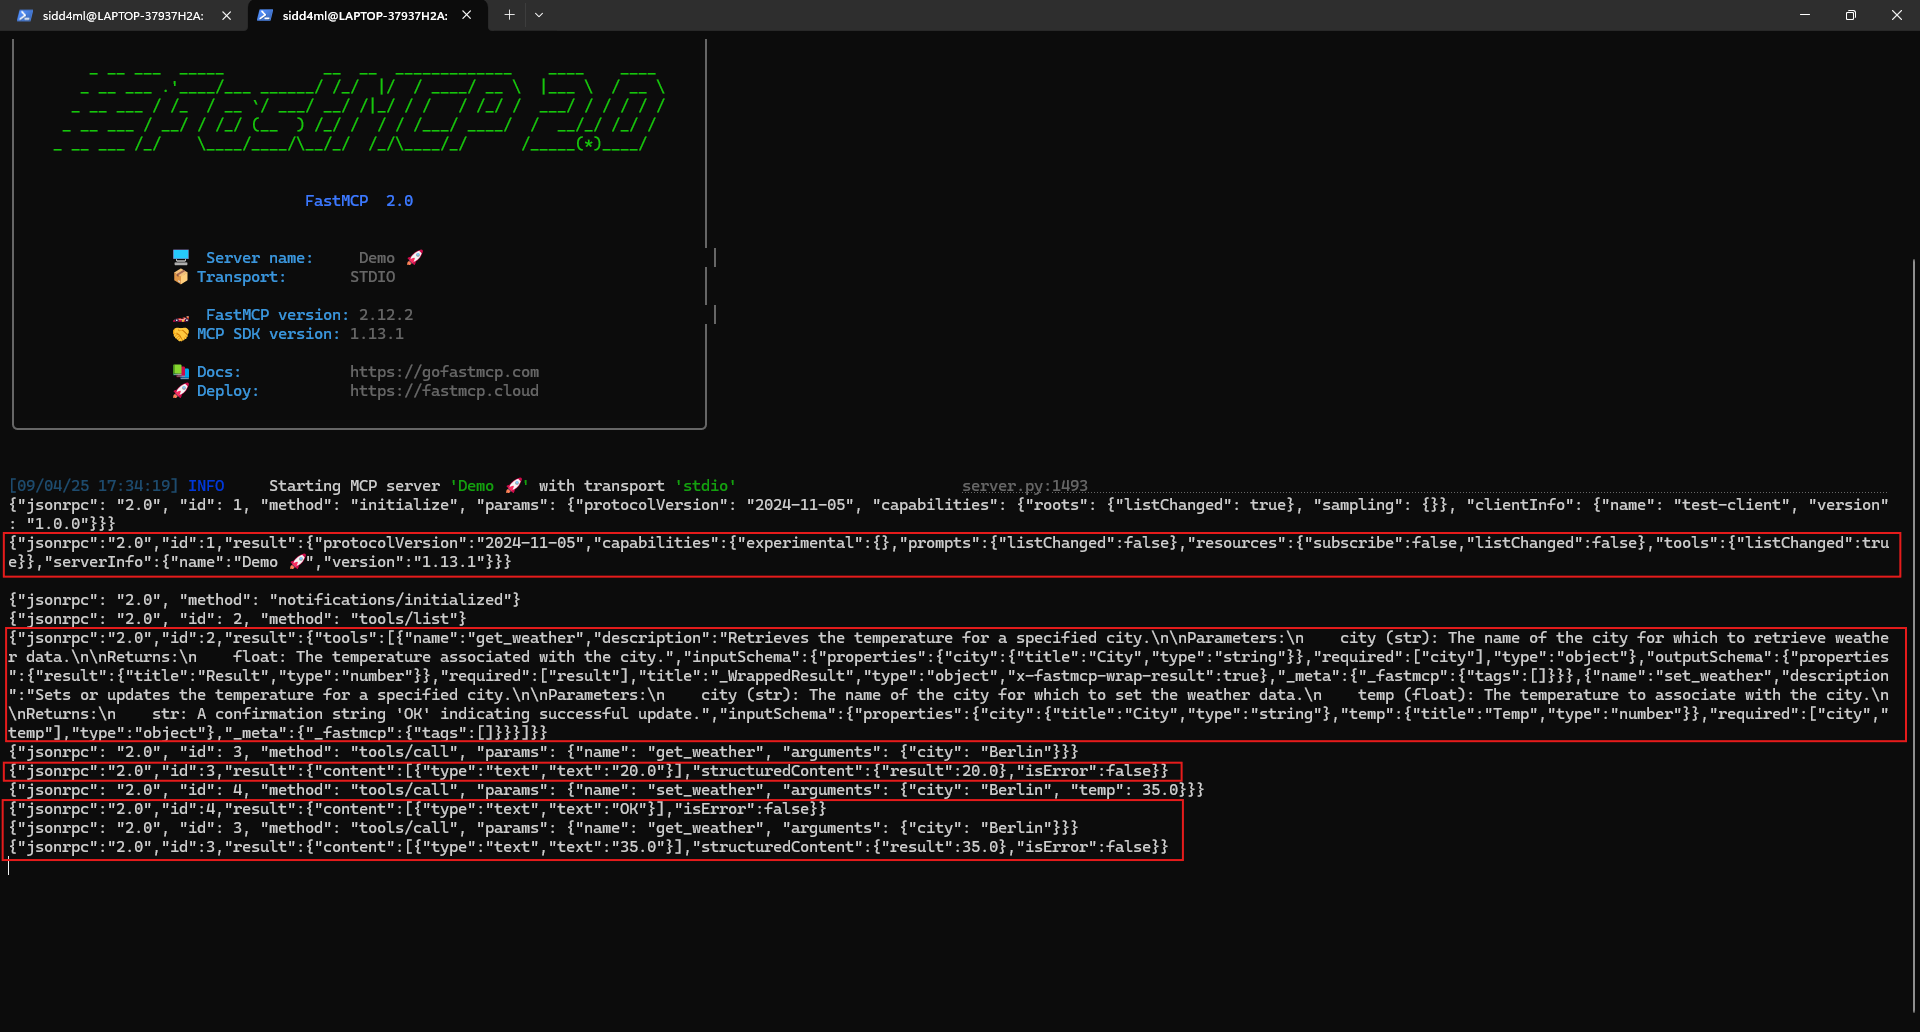 sidd4ml@LAPTOP-37937H2A:
sidd4ml@LAPTOP-37937H2A:
FastMCP  2.0
Server name: Demo 🚀
Transport: STDIO
FastMCP version: 2.12.2
MCP SDK version: 1.13.1
Docs: https://gofastmcp.com
Deploy: https://fastmcp.cloud
[09/04/25 17:34:19] INFO     Starting MCP server 'Demo 🚀' with transport 'stdio'                         server.py:1493
{"jsonrpc": "2.0", "id": 1, "method": "initialize", "params": {"protocolVersion": "2024-11-05", "capabilities": {"roots": {"listChanged": true}, "sampling": {}}, "clientInfo": {"name": "test-client", "version"
: "1.0.0"}}}
{"jsonrpc":"2.0","id":1,"result":{"protocolVersion":"2024-11-05","capabilities":{"experimental":{},"prompts":{"listChanged":false},"resources":{"subscribe":false,"listChanged":false},"tools":{"listChanged":tru
e}},"serverInfo":{"name":"Demo 🚀","version":"1.13.1"}}}
{"jsonrpc": "2.0", "method": "notifications/initialized"}
{"jsonrpc": "2.0", "id": 2, "method": "tools/list"}
{"jsonrpc":"2.0","id":2,"result":{"tools":[{"name":"get_weather","description":"Retrieves the temperature for a specified city.\n\nParameters:\n    city (str): The name of the city for which to retrieve weathe
r data.\n\nReturns:\n    float: The temperature associated with the city.","inputSchema":{"properties":{"city":{"title":"City","type":"string"}},"required":["city"],"type":"object"},"outputSchema":{"properties
":{"result":{"title":"Result","type":"number"}},"required":["result"],"title":"_WrappedResult","type":"object","x-fastmcp-wrap-result":true},"_meta":{"_fastmcp":{"tags":[]}}},{"name":"set_weather","description
":"Sets or updates the temperature for a specified city.\n\nParameters:\n    city (str): The name of the city for which to set the weather data.\n    temp (float): The temperature to associate with the city.\n
\nReturns:\n    str: A confirmation string 'OK' indicating successful update.","inputSchema":{"properties":{"city":{"title":"City","type":"string"},"temp":{"title":"Temp","type":"number"}},"required":["city","
temp"],"type":"object"},"_meta":{"_fastmcp":{"tags":[]}}}]}}
{"jsonrpc": "2.0", "id": 3, "method": "tools/call", "params": {"name": "get_weather", "arguments": {"city": "Berlin"}}}
{"jsonrpc":"2.0","id":3,"result":{"content":[{"type":"text","text":"20.0"}],"structuredContent":{"result":20.0},"isError":false}}
{"jsonrpc": "2.0", "id": 4, "method": "tools/call", "params": {"name": "set_weather", "arguments": {"city": "Berlin", "temp": 35.0}}}
{"jsonrpc":"2.0","id":4,"result":{"content":[{"type":"text","text":"OK"}],"isError":false}}
{"jsonrpc": "2.0", "id": 3, "method": "tools/call", "params": {"name": "get_weather", "arguments": {"city": "Berlin"}}}
{"jsonrpc":"2.0","id":3,"result":{"content":[{"type":"text","text":"35.0"}],"structuredContent":{"result":35.0},"isError":false}}